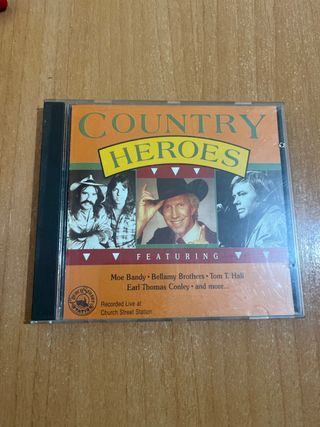 COUNTRY
HEROES
FEATURING
Moe Bandy • Bellamy Brothers • Tom T. Hall
Earl Thomas Conley • and more...
Recorded Live at
Church Street Station